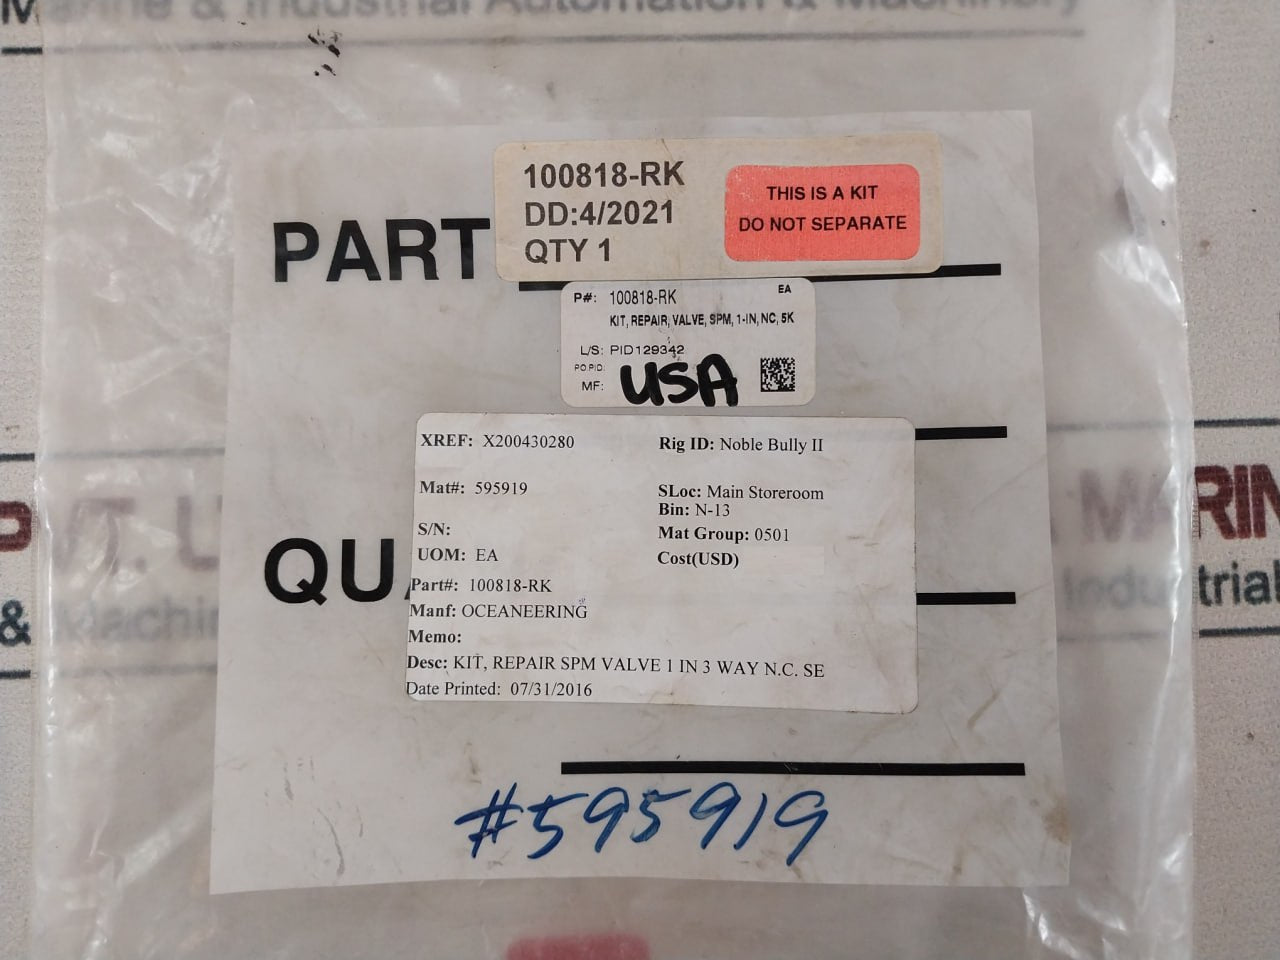 & Industrial Automation & Machinery
100818-RK
DD:4/2021
QTY 1
THIS IS A KIT
DO NOT SEPARATE
PART
P#: 100818-RK EA
KIT, REPAIR, VALVE, SPM, 1-IN, NC, 5K
L/S: PID129342
PO.PID:
MF: USA
XREF: X200430280 Rig ID: Noble Bully II
Mat#: 595919 SLoc: Main Storeroom
Bin: N-13
S/N: Mat Group: 0501
UOM: EA Cost(USD)
QU
Part#: 100818-RK
Manf: OCEANEERING
Memo:
Desc: KIT, REPAIR SPM VALVE 1 IN 3 WAY N.C. SE
Date Printed: 07/31/2016
#595919